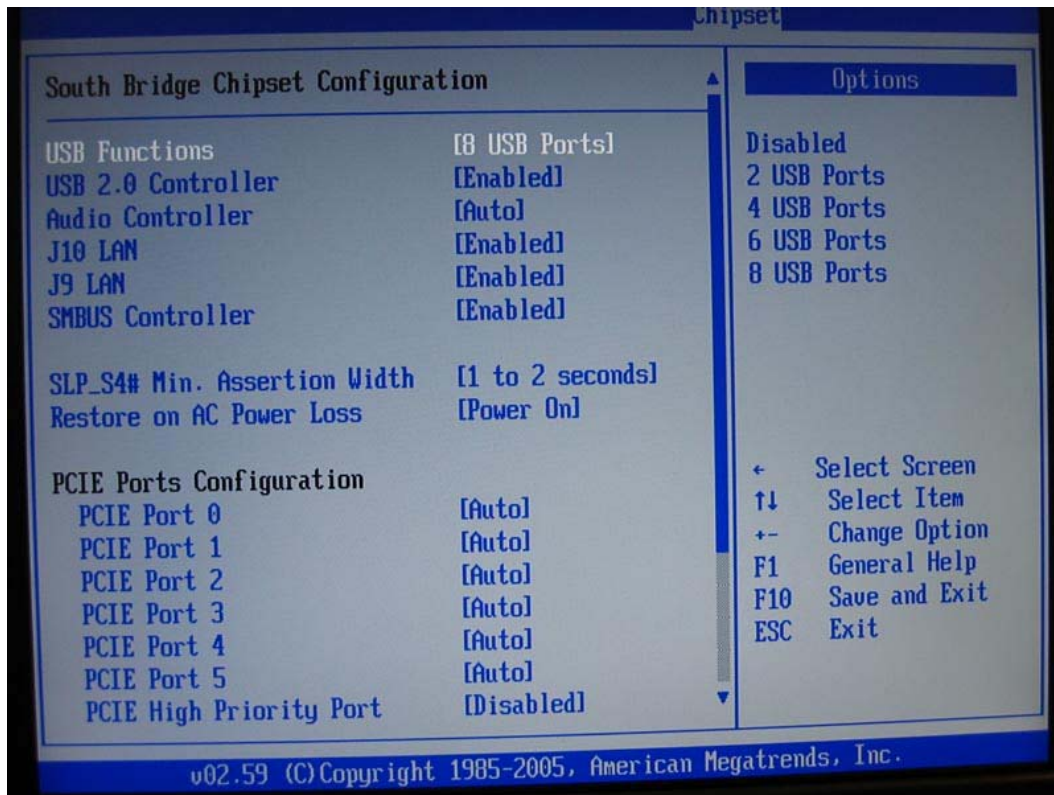 Chipset
South Bridge Chipset Configuration
USB Functions [8 USB Ports]
USB 2.0 Controller [Enabled]
Audio Controller [Auto]
J10 LAN [Enabled]
J9 LAN [Enabled]
SMBUS Controller [Enabled]
SLP_S4# Min. Assertion Width [1 to 2 seconds]
Restore on AC Power Loss [Power On]
PCIE Ports Configuration
PCIE Port 0 [Auto]
PCIE Port 1 [Auto]
PCIE Port 2 [Auto]
PCIE Port 3 [Auto]
PCIE Port 4 [Auto]
PCIE Port 5 [Auto]
PCIE High Priority Port [Disabled]
Options
Disabled
2 USB Ports
4 USB Ports
6 USB Ports
8 USB Ports
← Select Screen
↑↓ Select Item
+- Change Option
F1 General Help
F10 Save and Exit
ESC Exit
v02.59 (C)Copyright 1985-2005, American Megatrends, Inc.